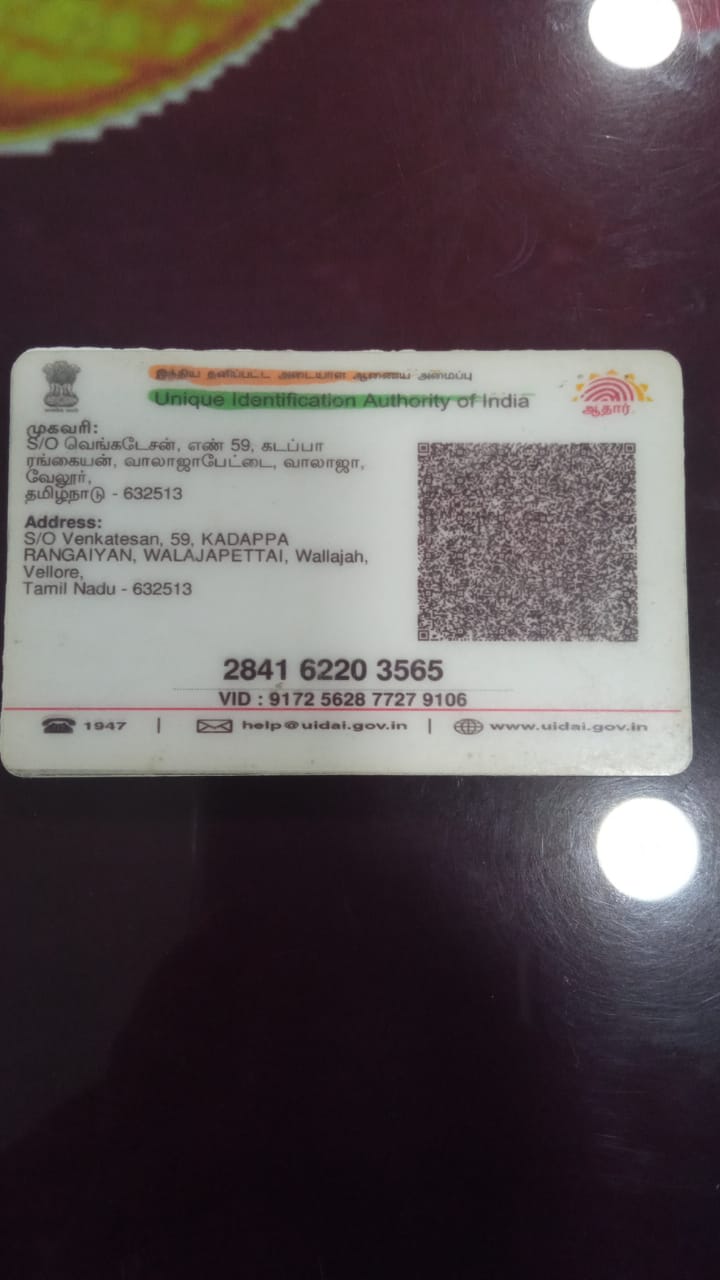 இந்திய தனிப்பட்ட அடையாள ஆணைய அமைப்பு
Unique Identification Authority of India
ஆதார்
முகவரி:
S/O வெங்கடேசன், எண் 59, கடப்பா
ரங்கையன், வாலாஜாபேட்டை, வாலாஜா,
வேலூர்,
தமிழ்நாடு - 632513
Address:
S/O Venkatesan, 59, KADAPPA
RANGAIYAN, WALAJAPETTAI, Wallajah,
Vellore,
Tamil Nadu - 632513
2841 6220 3565
VID : 9172 5628 7727 9106
1947 | help@uidai.gov.in | www.uidai.gov.in